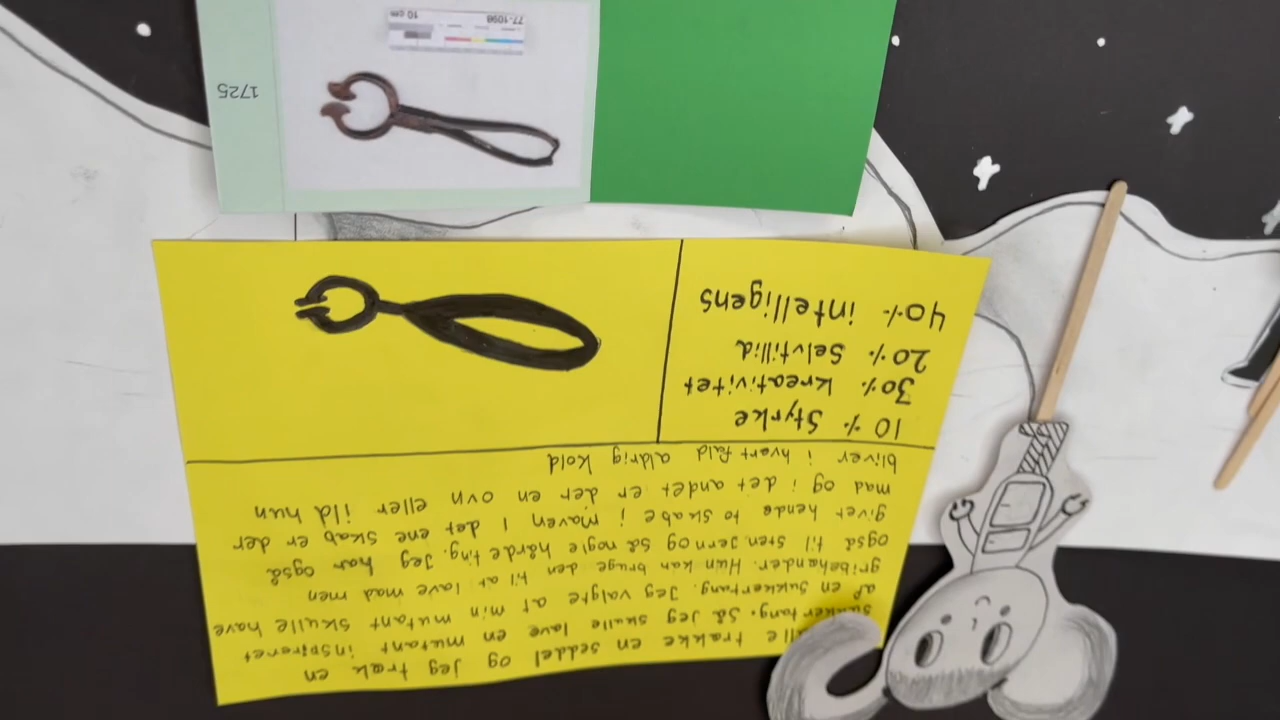 trække en seddel og jeg træk en
sukkertang. Så jeg skulle lave en mutant inspireret
af en sukkertang. Jeg valgte at min mutant skulle have
gribehænder. Hun kan bruge den til at lave mad men
også til sten, jern og så nogle hårde ting. Jeg har også
givet hende to skabe i maven I det ene skab er der
mad og i det andet er der en ovn eller ild hun
bliver i hvert fald aldrig kold
10 % Styrke
30% kreativitet
20% Selvtillid
40% intelligens
1725
77-1098
10 cm